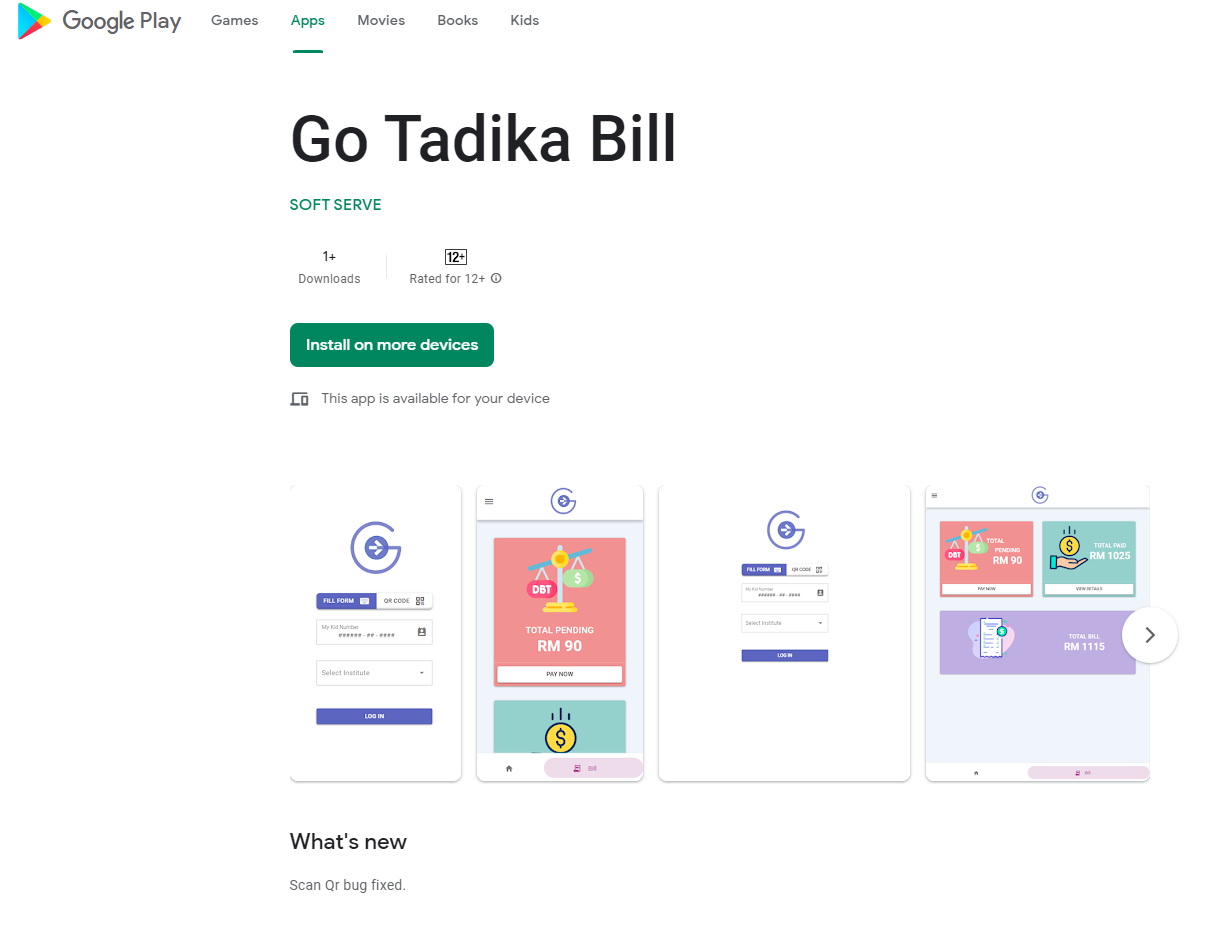 Google Play
Games
Apps
Movies
Books
Kids
Go Tadika Bill
SOFT SERVE
1+
Downloads
12+
Rated for 12+
Install on more devices
This app is available for your device
FILL FORM
QR CODE
My Kid Number
###### - ## - ####
Select Institute
LOG IN
DBT
$
TOTAL PENDING
RM 90
PAY NOW
$
Bill
FILL FORM
QR CODE
My Kid Number
###### - ## - ####
Select Institute
LOG IN
DBT
$
TOTAL
PENDING
RM 90
PAY NOW
$
TOTAL PAID
RM 1025
VIEW DETAILS
$
TOTAL BILL
RM 1115
Bill
What's new
Scan Qr bug fixed.